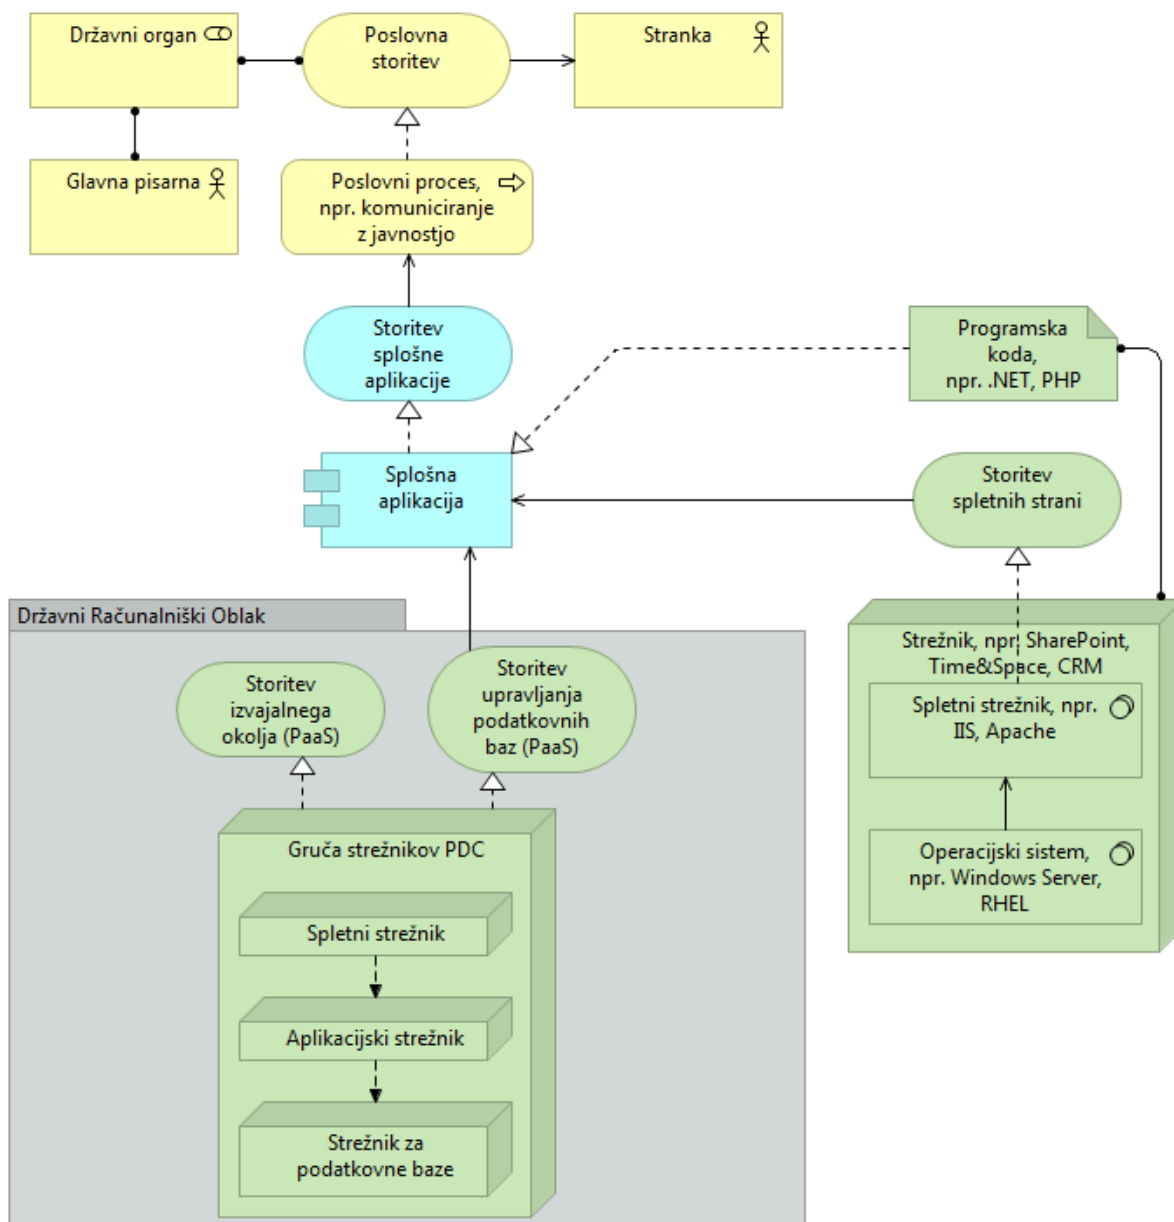 Državni organ
Poslovna
storitev
Stranka
Glavna pisarna
Poslovni proces,
npr. komuniciranje
z javnostjo
Storitev
splošne
aplikacije
Programska
koda,
npr. .NET, PHP
Splošna
aplikacija
Storitev
spletnih strani
Državni Računalniški Oblak
Storitev
izvajalnega
okolja (PaaS)
Storitev
upravljanja
podatkovnih
baz (PaaS)
Strežnik, npr. SharePoint,
Time&Space, CRM
Spletni strežnik, npr.
IIS, Apache
Operacijski sistem,
npr. Windows Server,
RHEL
Gruča strežnikov PDC
Spletni strežnik
Aplikacijski strežnik
Strežnik za
podatkovne baze